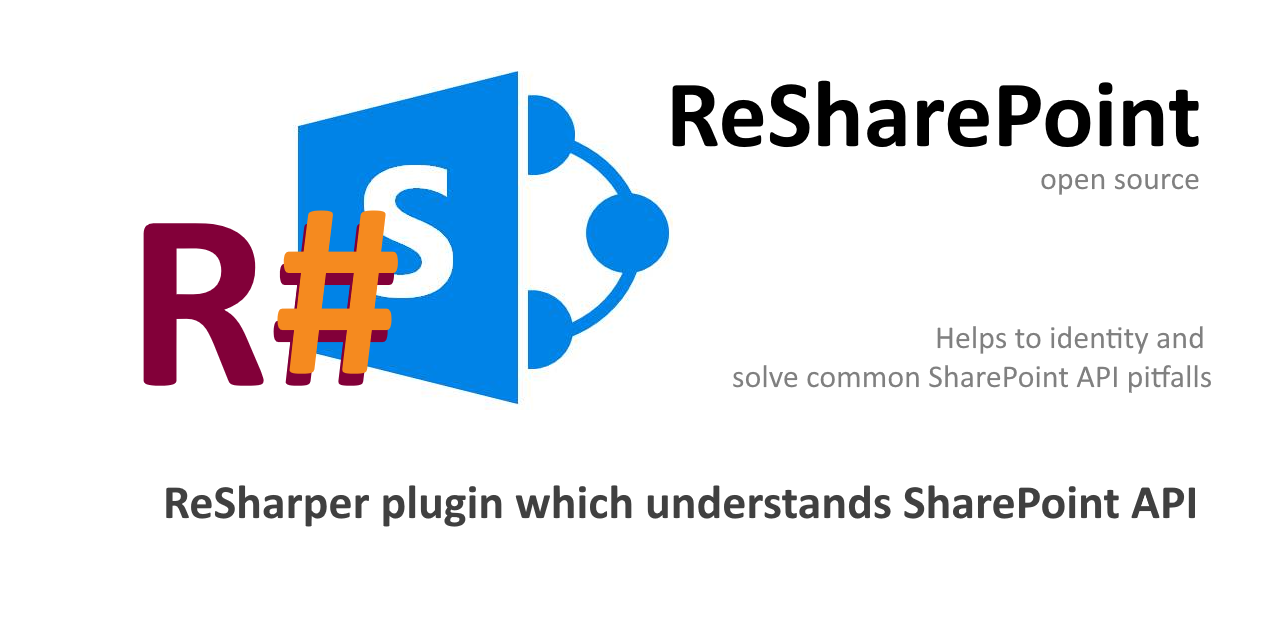 ReSharePoint
open source
S
R#
Helps to identity and
solve common SharePoint API pitfalls
ReSharper plugin which understands SharePoint API